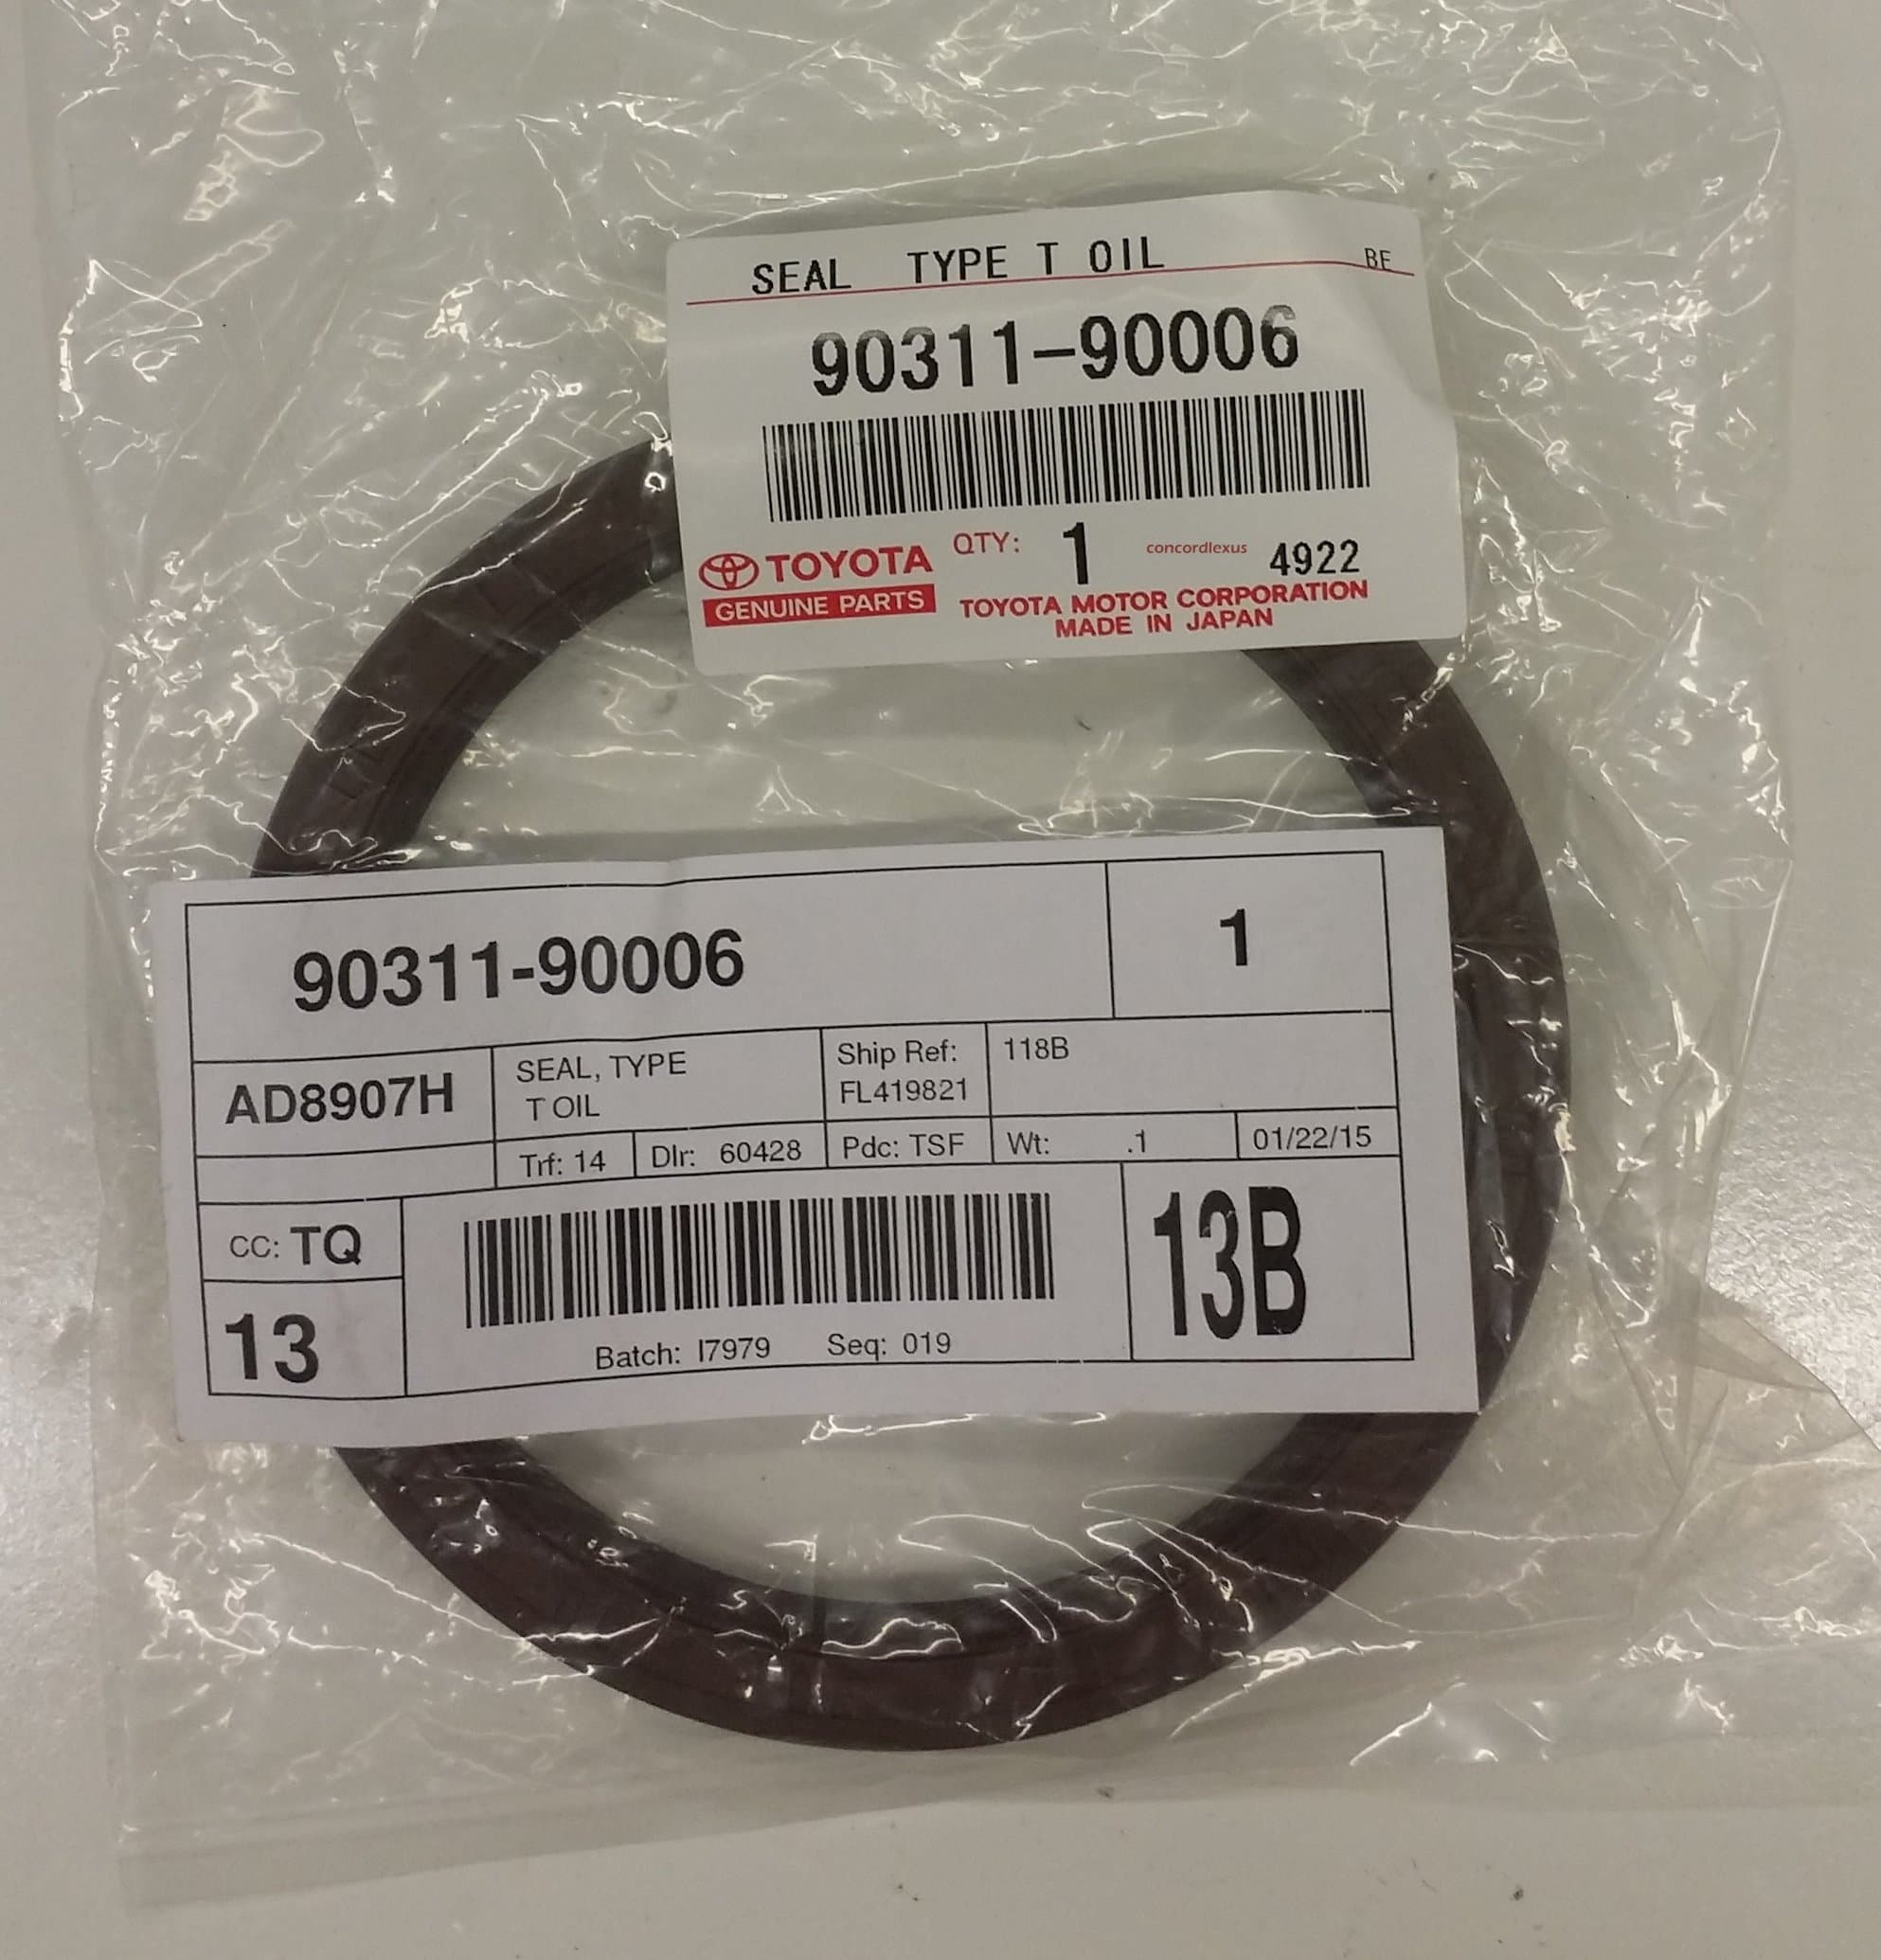 SEAL TYPE T OIL BE
90311-90006
TOYOTA QTY: 1 concordlexus 4922
GENUINE PARTS TOYOTA MOTOR CORPORATION
MADE IN JAPAN
90311-90006 1
AD8907H SEAL, TYPE Ship Ref: 118B
T OIL FL419821
Trf: 14 Dlr: 60428 Pdc: TSF Wt: .1 01/22/15
CC: TQ 13B
13
Batch: I7979 Seq: 019